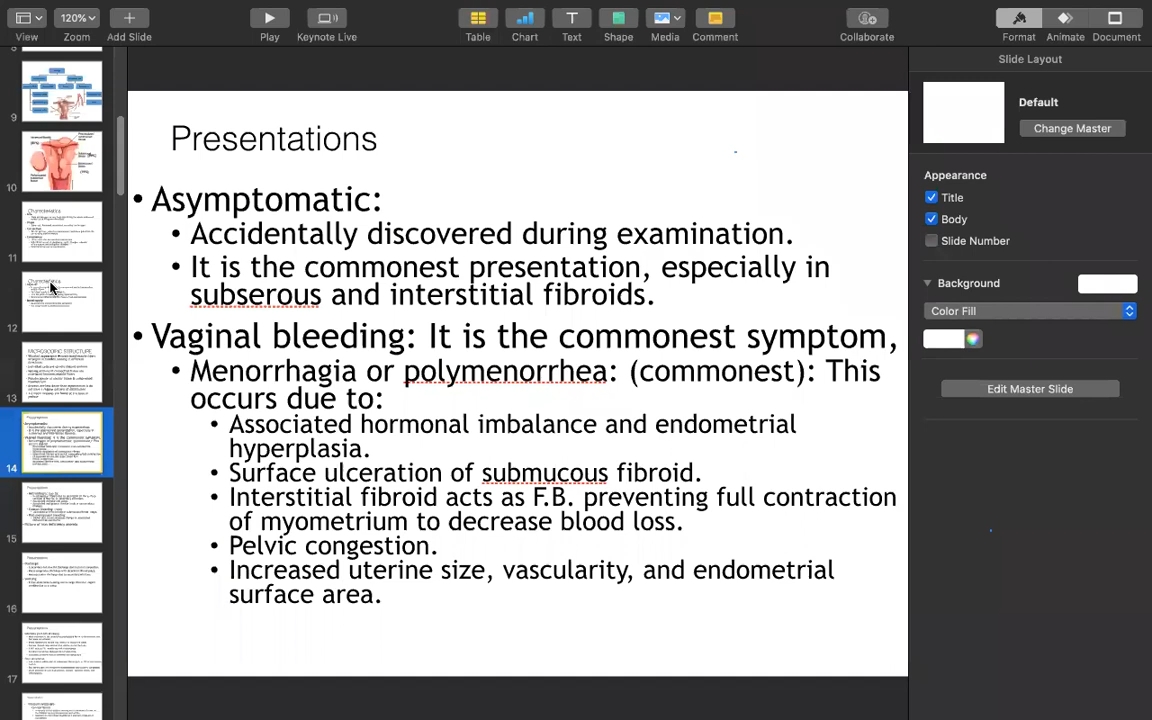 120%
View
Zoom
Add Slide
Play
Keynote Live
Table
Chart
Text
Shape
Media
Comment
Collaborate
Format
Animate
Document
9
10
11
12
13
MICROSCOPIC STRUCTURE
14
15
16
17
Presentations
• Asymptomatic:
• Accidentally discovered during examination.
• It is the commonest presentation, especially in
subserous and interstitial fibroids.
• Vaginal bleeding: It is the commonest symptom,
• Menorrhagia or polymenorrhea: (commonest): This
occurs due to:
• Associated hormonal imbalance and endometrial
hyperplasia.
• Surface ulceration of submucous fibroid.
• Interstitial fibroid acts as F.B. preventing full contraction
of myometrium to decrease blood loss.
• Pelvic congestion.
• Increased uterine size, vascularity, and endometrial
surface area.
Slide Layout
Default
Change Master
Appearance
Title
Body
Slide Number
Background
Color Fill
Edit Master Slide